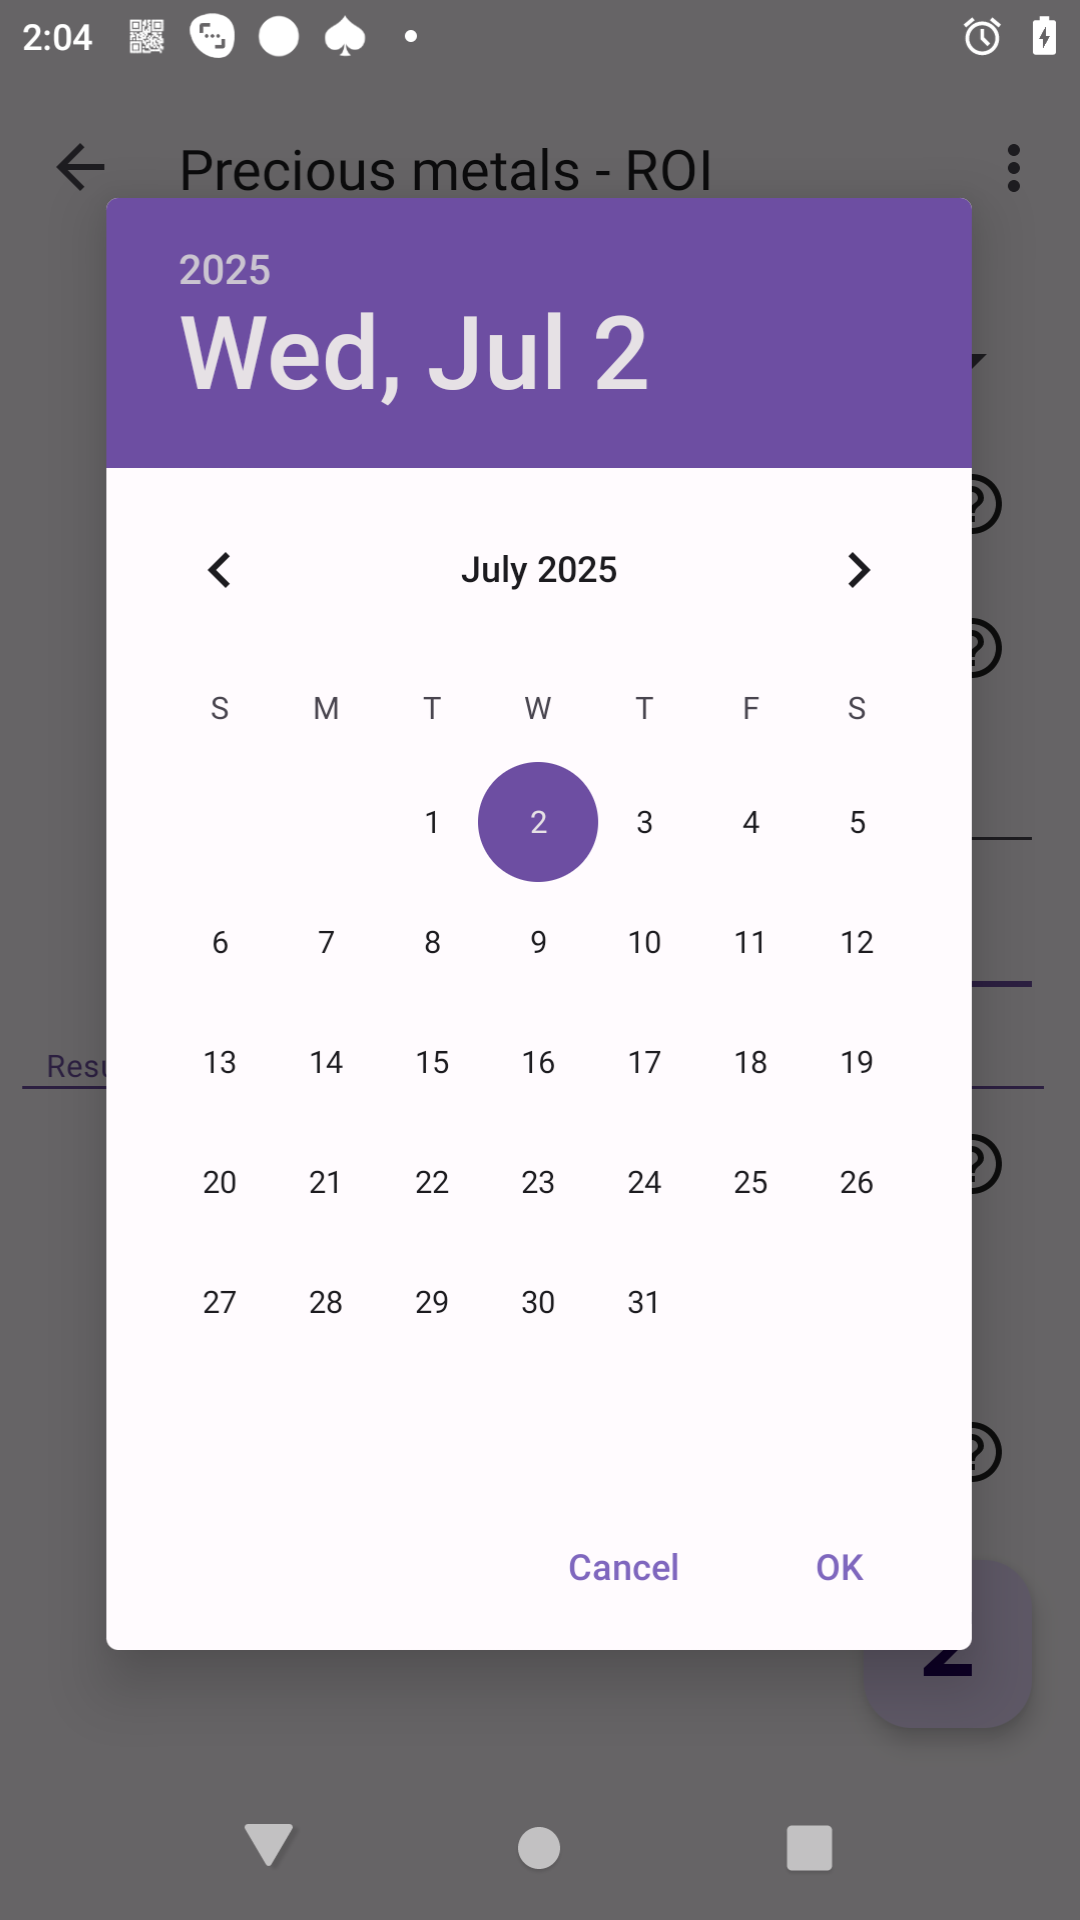 2:04
Precious metals - ROI
2025
Wed, Jul 2
July 2025
S M T W T F S
1 2 3 4 5
6 7 8 9 10 11 12
13 14 15 16 17 18 19
Resu
20 21 22 23 24 25 26
27 28 29 30 31
Cancel OK